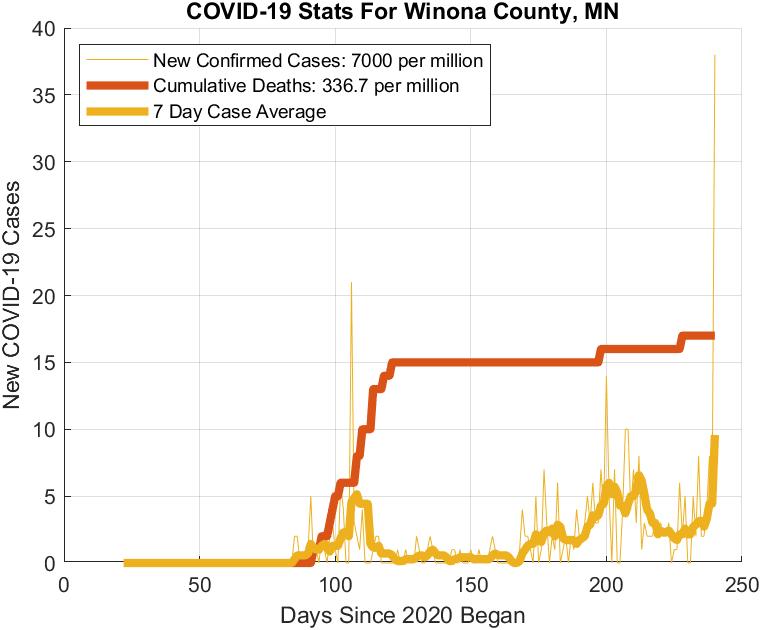 COVID-19 Stats For Winona County, MN
New Confirmed Cases: 7000 per million
Cumulative Deaths: 336.7 per million
7 Day Case Average
New COVID-19 Cases
40
35
30
25
20
15
10
5
0
0 50 100 150 200 250
Days Since 2020 Began